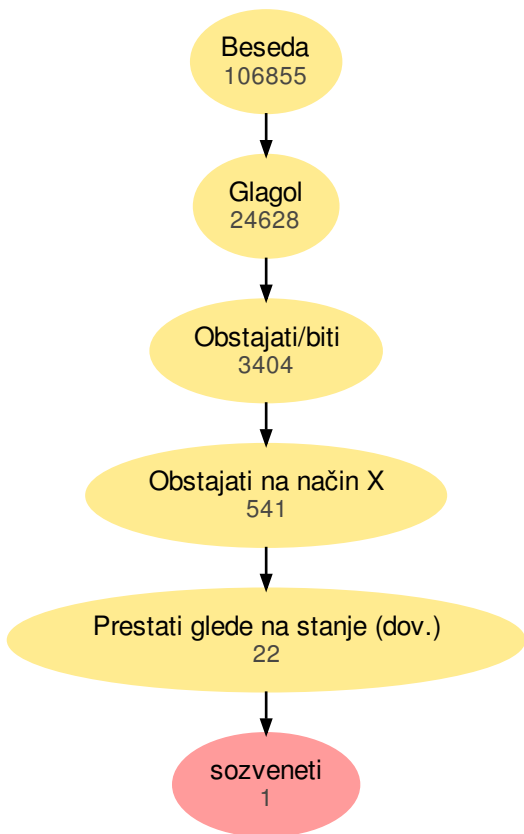 Beseda
106855
Glagol
24628
Obstajati/biti
3404
Obstajati na način X
541
Prestati glede na stanje (dov.)
22
sozveneti
1